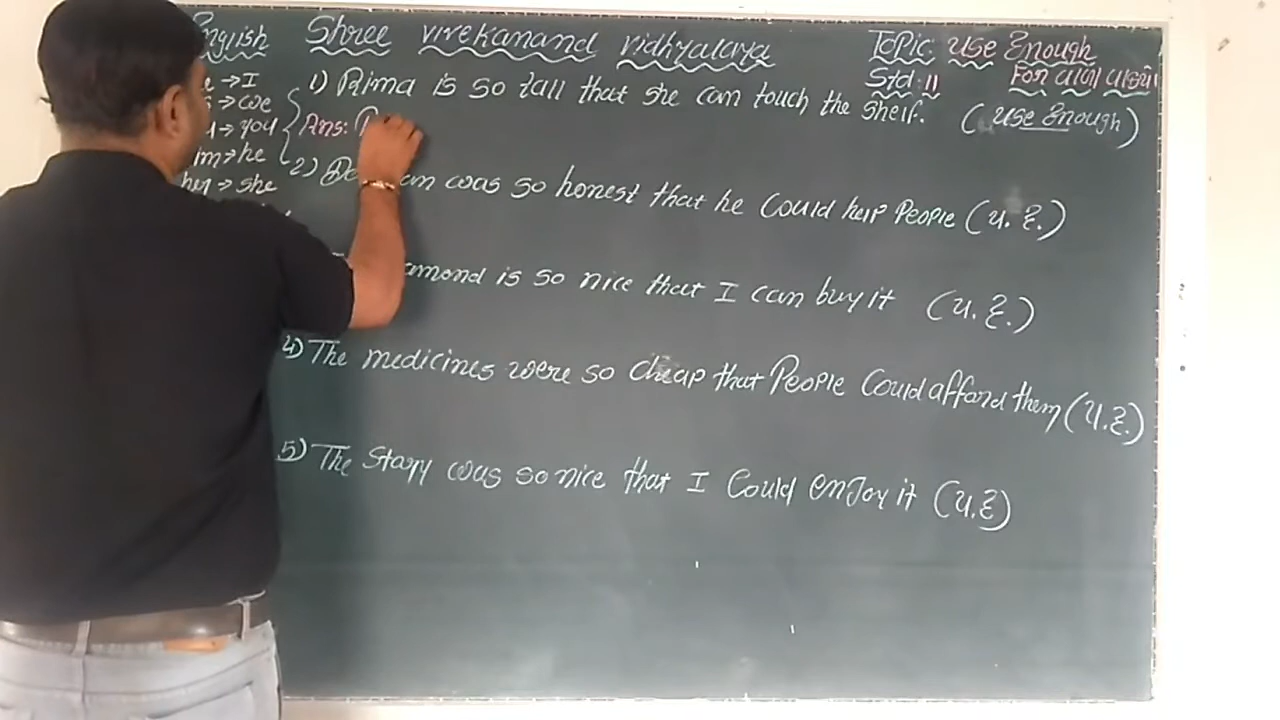 English Shree vivekanand vidhyalaya Topic: Use Enough
Std: 11 For વાળા વાક્યો
→ I
→ we
→ you
→ he
her → she
1) Rima is so tall that she can touch the shelf. (Use Enough)
Ans: R
2) was so honest that he could help People (U. E.)
is so nice that I can buy it (U. E.)
4) The medicines were so cheap that People could afford them (U.E.)
5) The Story was so nice that I could enjoy it (U.E)